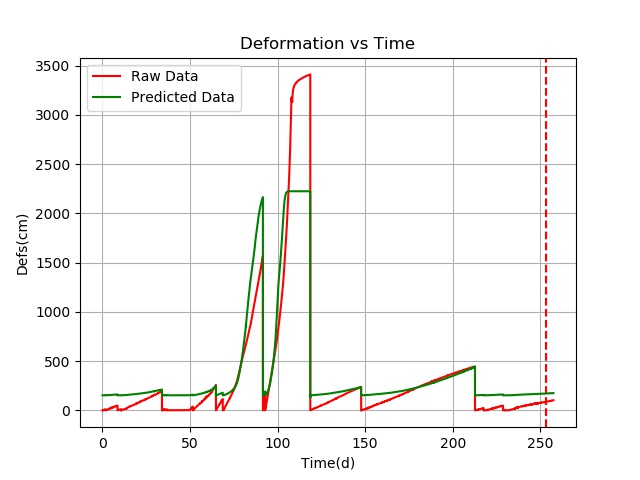 Deformation vs Time
Raw Data
Predicted Data
3500
3000
2500
2000
1500
1000
500
0
Defs(cm)
0 50 100 150 200 250
Time(d)